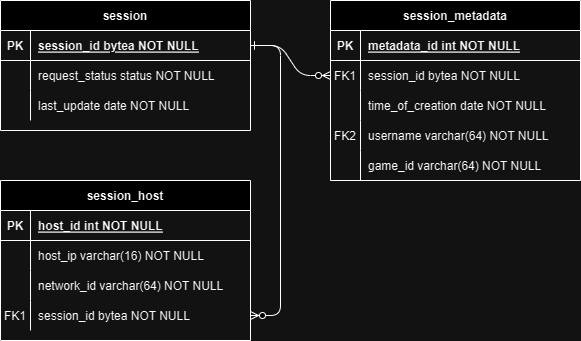 session
PK session_id bytea NOT NULL
request_status status NOT NULL
last_update date NOT NULL
session_metadata
PK metadata_id int NOT NULL
FK1 session_id bytea NOT NULL
time_of_creation date NOT NULL
FK2 username varchar(64) NOT NULL
game_id varchar(64) NOT NULL
session_host
PK host_id int NOT NULL
host_ip varchar(16) NOT NULL
network_id varchar(64) NOT NULL
FK1 session_id bytea NOT NULL